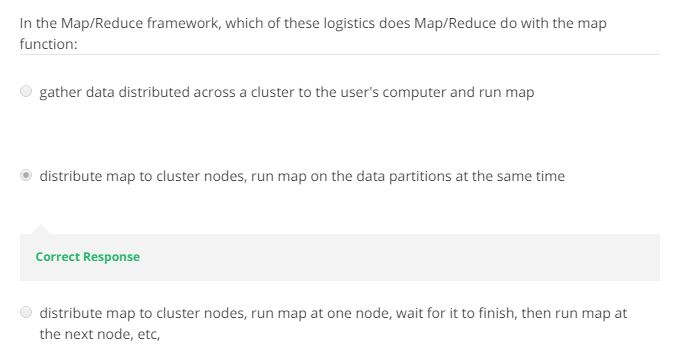 In the Map/Reduce framework, which of these logistics does Map/Reduce do with the map
function:
gather data distributed across a cluster to the user's computer and run map
distribute map to cluster nodes, run map on the data partitions at the same time
Correct Response
distribute map to cluster nodes, run map at one node, wait for it to finish, then run map at
the next node, etc,